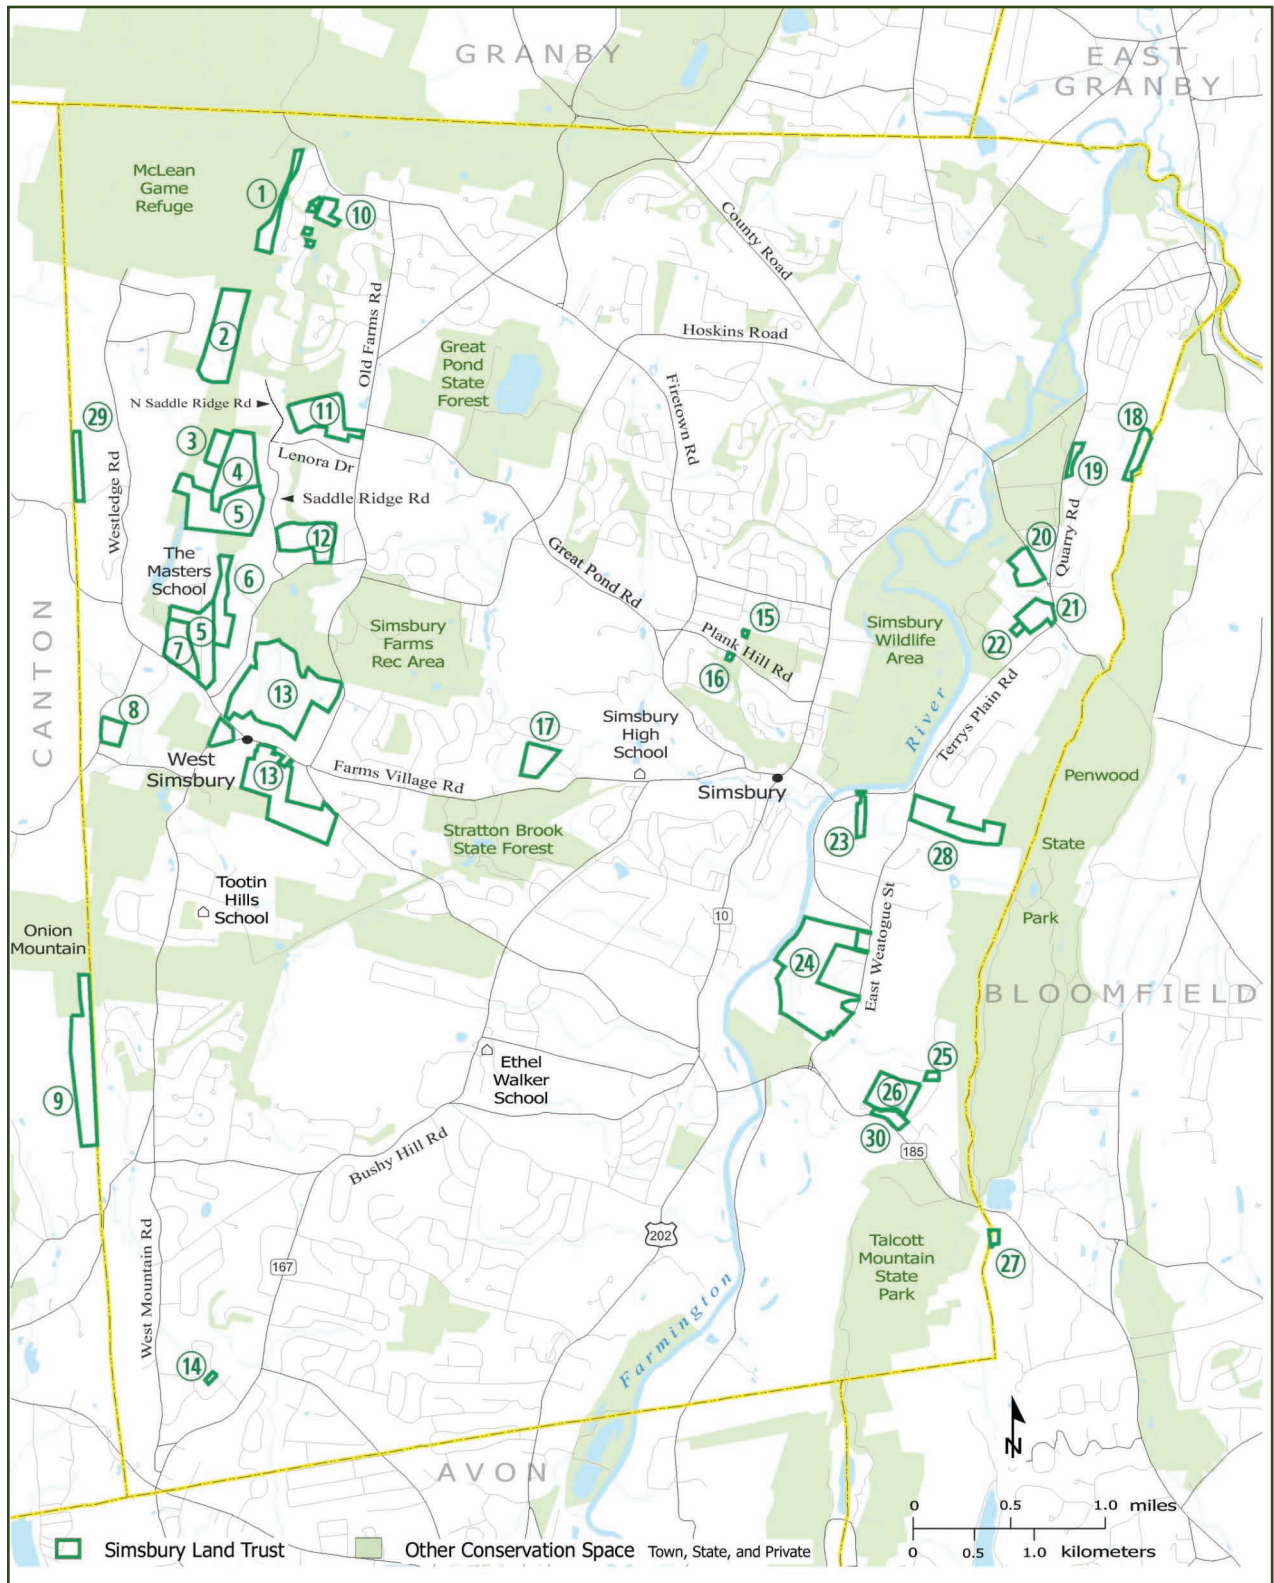 GRANBY
EAST
GRANBY
McLean
Game
Refuge
1
10
County Road
2
Old Farms Rd
Hoskins Road
Great
Pond
State
Forest
N Saddle Ridge Rd
11
Firetown Rd
29
3
4
Lenora Dr
18
19
Westledge Rd
5
Saddle Ridge Rd
12
Quarry Rd
20
The
Masters
School
6
Great Pond Rd
CANTON
5
7
Simsbury
Farms
Rec Area
15
Plank Hill Rd
16
Simsbury
Wildlife
Area
21
22
13
8
17
Simsbury
High
School
River
Terrys Plain Rd
West
Simsbury
13
Farms Village Rd
Simsbury
Penwood
State
Park
Stratton Brook
State Forest
23
28
Tootin
Hills
School
10
East Weatogue St
Onion
Mountain
24
BLOOMFIELD
9
Ethel
Walker
School
25
26
30
185
Bushy Hill Rd
West Mountain Rd
202
167
Talcott
Mountain
State
Park
27
Farmington
14
N
AVON
0 0.5 1.0 miles
0 0.5 1.0 kilometers
Simsbury Land Trust
Other Conservation Space Town, State, and Private